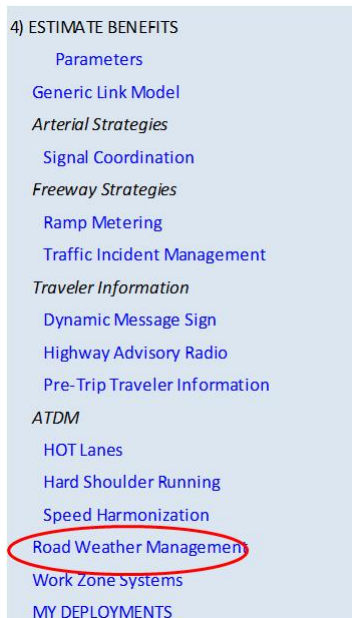 4) ESTIMATE BENEFITS
Parameters
Generic Link Model
Arterial Strategies
Signal Coordination
Freeway Strategies
Ramp Metering
Traffic Incident Management
Traveler Information
Dynamic Message Sign
Highway Advisory Radio
Pre-Trip Traveler Information
ATDM
HOT Lanes
Hard Shoulder Running
Speed Harmonization
Road Weather Management
Work Zone Systems
MY DEPLOYMENTS